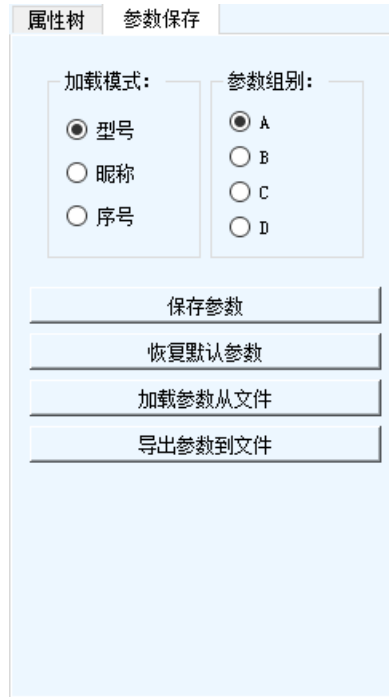 属性树 参数保存
加载模式： 参数组别：
型号 A
昵称 B
序号 C
D
保存参数
恢复默认参数
加载参数从文件
导出参数到文件